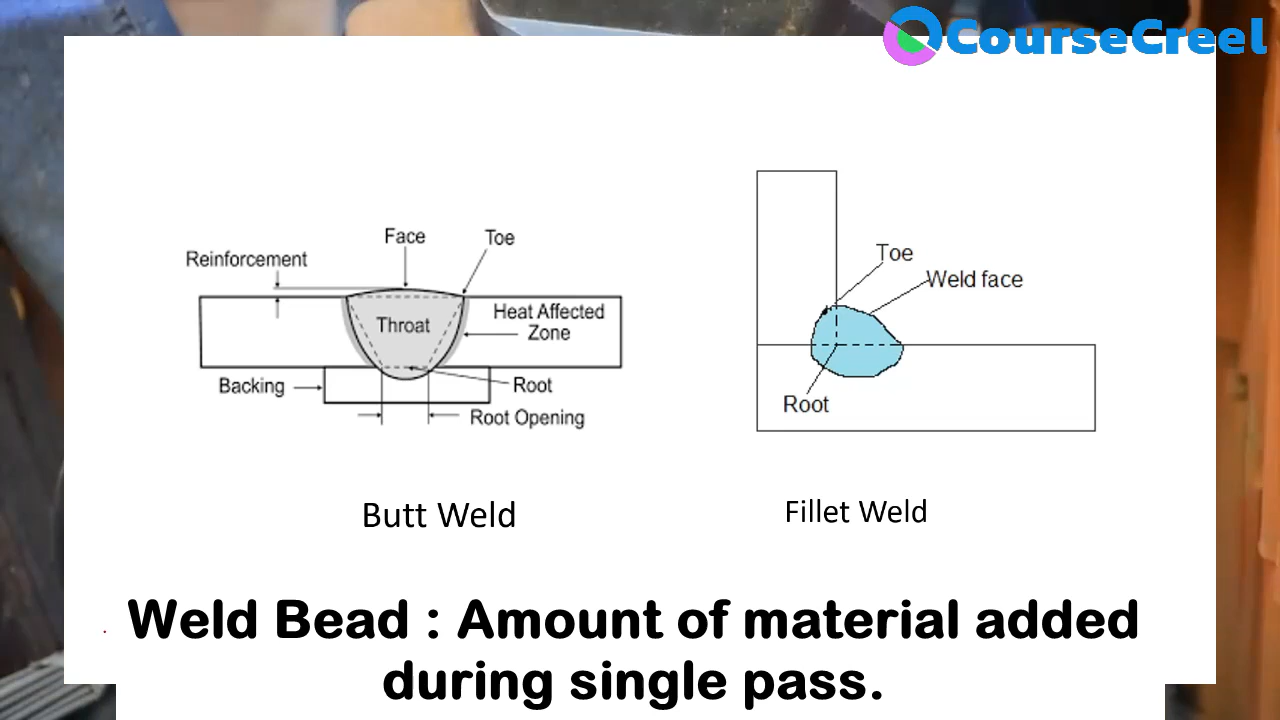 CourseCreel
Face
Toe
Reinforcement
Throat
Heat Affected
Zone
Backing
Root
Root Opening
Toe
Weld face
Root
Butt Weld
Fillet Weld
Weld Bead : Amount of material added
during single pass.